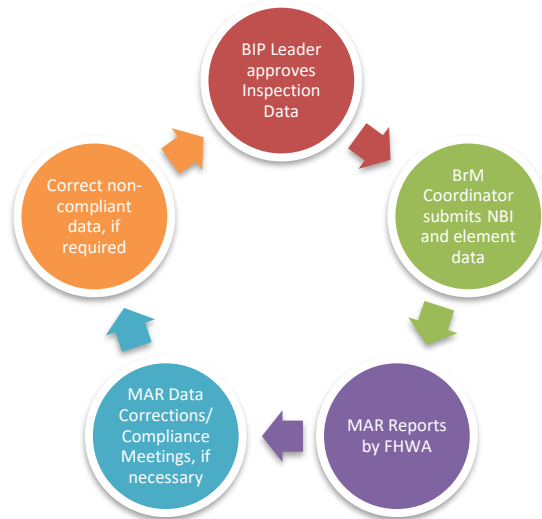 BIP Leader
approves
Inspection
Data
BrM
Coordinator
submits NBI
and element
data
MAR Reports
by FHWA
MAR Data
Corrections/
Compliance
Meetings, if
necessary
Correct non-
compliant
data, if
required